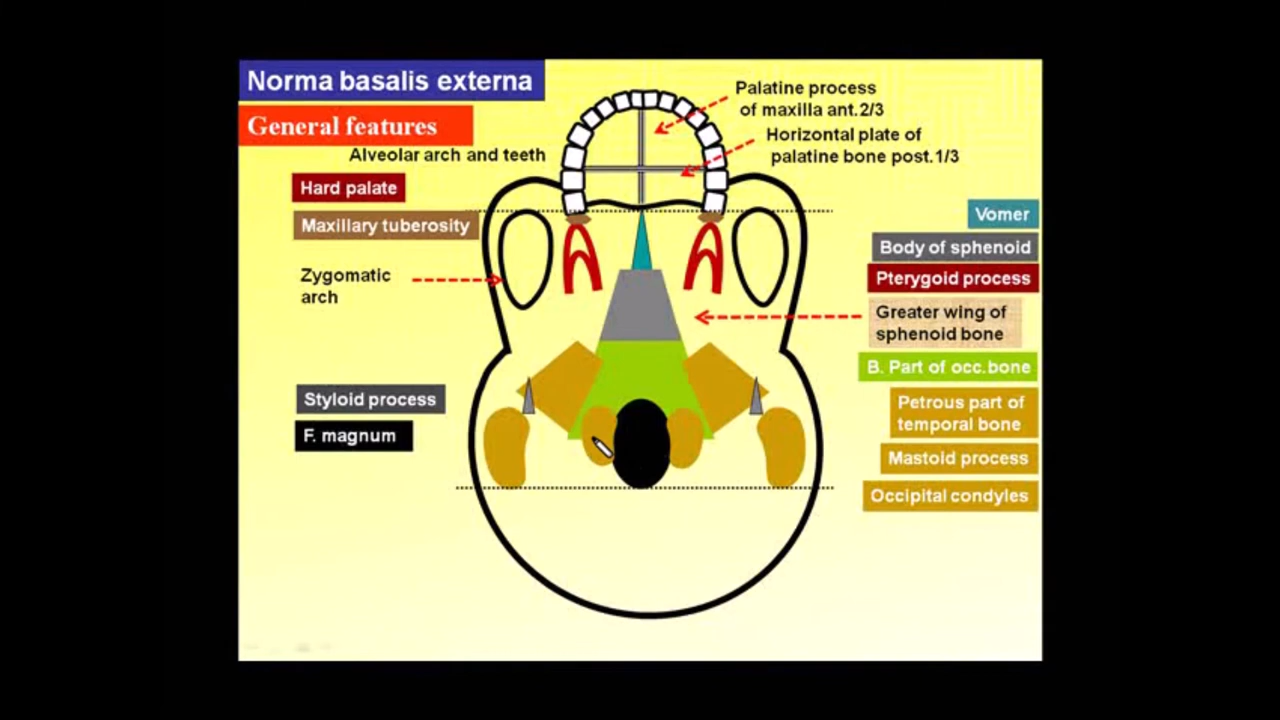 Norma basalis externa
General features
Palatine process
of maxilla ant.2/3
Horizontal plate of
palatine bone post.1/3
Alveolar arch and teeth
Hard palate
Maxillary tuberosity
Zygomatic
arch
Styloid process
F. magnum
Vomer
Body of sphenoid
Pterygoid process
Greater wing of
sphenoid bone
B. Part of occ.bone
Petrous part of
temporal bone
Mastoid process
Occipital condyles